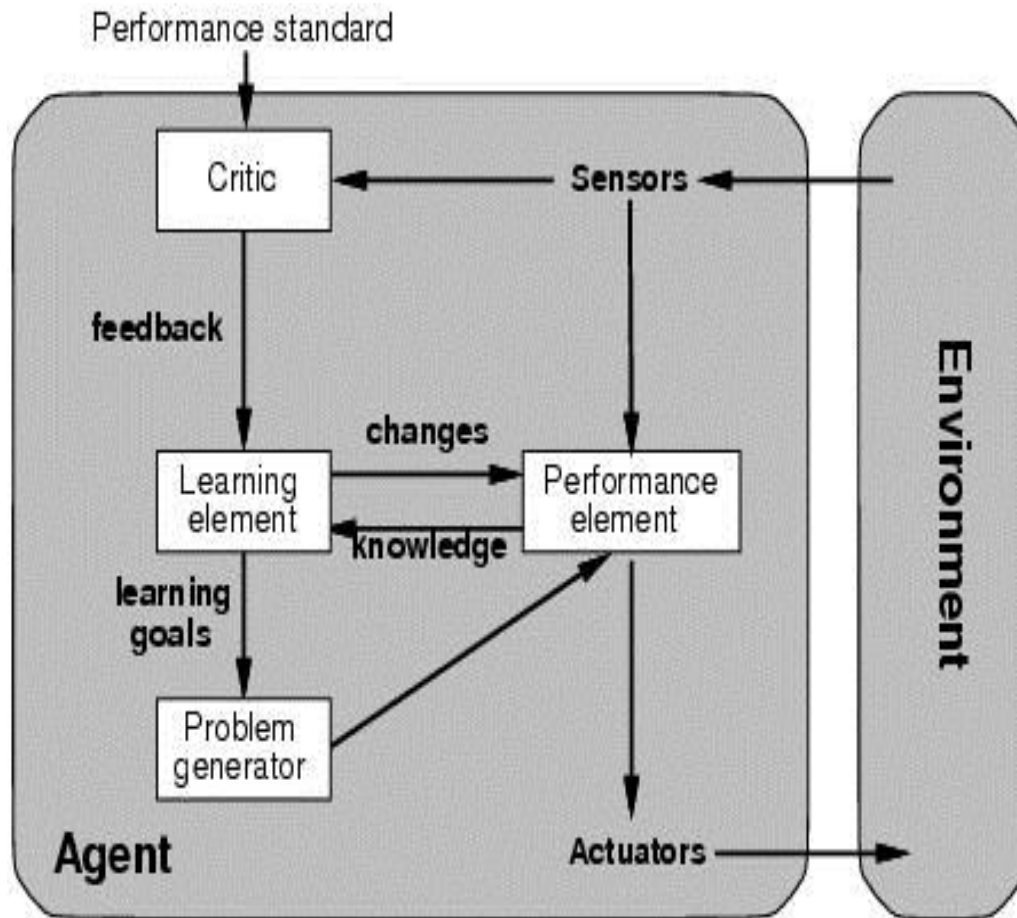 Performance standard
Critic
Sensors
feedback
changes
Learning
element
Performance
element
knowledge
learning
goals
Problem
generator
Agent
Actuators
Environment